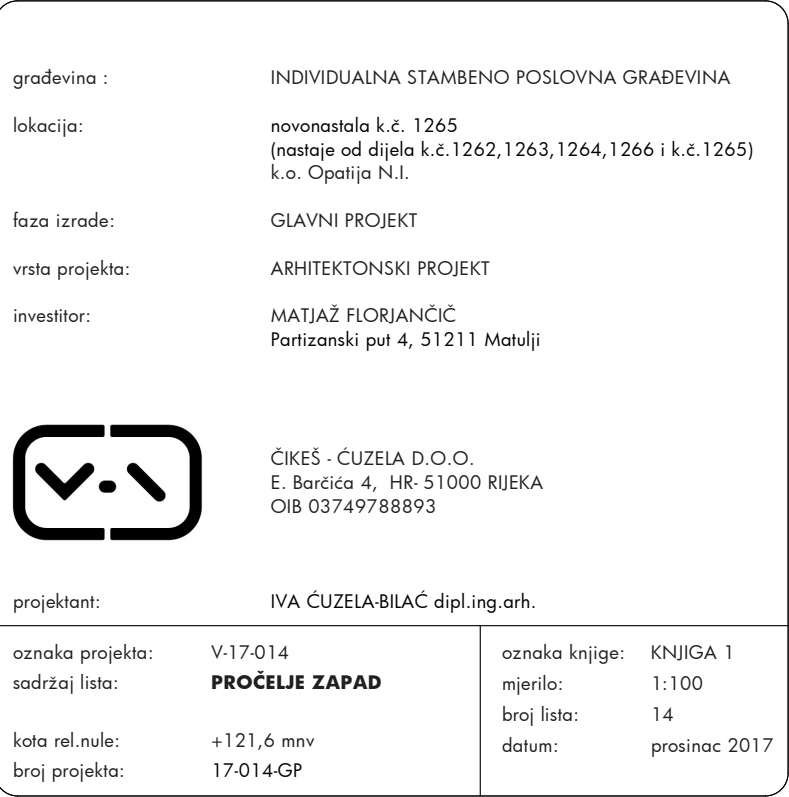 građevina : INDIVIDUALNA STAMBENO POSLOVNA GRAĐEVINA
lokacija: novonastala k.č. 1265
(nastaje od dijela k.č.1262,1263,1264,1266 i k.č.1265)
k.o. Opatija N.I.
faza izrade: GLAVNI PROJEKT
vrsta projekta: ARHITEKTONSKI PROJEKT
investitor: MATJAŽ FLORJANČIČ
Partizanski put 4, 51211 Matulji
ČIKEŠ - ĆUZELA D.O.O.
E. Barčića 4, HR- 51000 RIJEKA
OIB 03749788893
projektant: IVA ĆUZELA-BILAĆ dipl.ing.arh.
oznaka projekta: V-17-014
sadržaj lista: PROČELJE ZAPAD
kota rel.nule: +121,6 mnv
broj projekta: 17-014-GP
oznaka knjige: KNJIGA 1
mjerilo: 1:100
broj lista: 14
datum: prosinac 2017